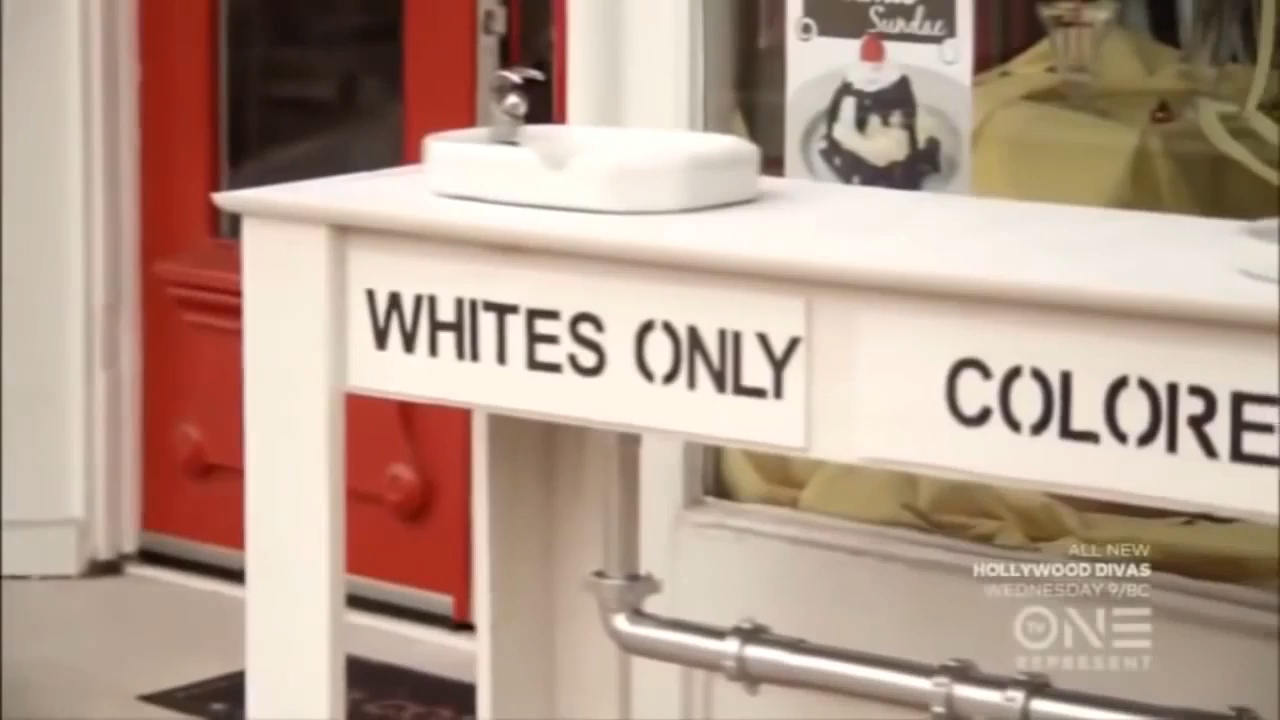 Sundae
WHITES ONLY
COLORE
ALL NEW
HOLLYWOOD DIVAS
WEDNESDAY 9/8C
tv ONE
REPRESENT